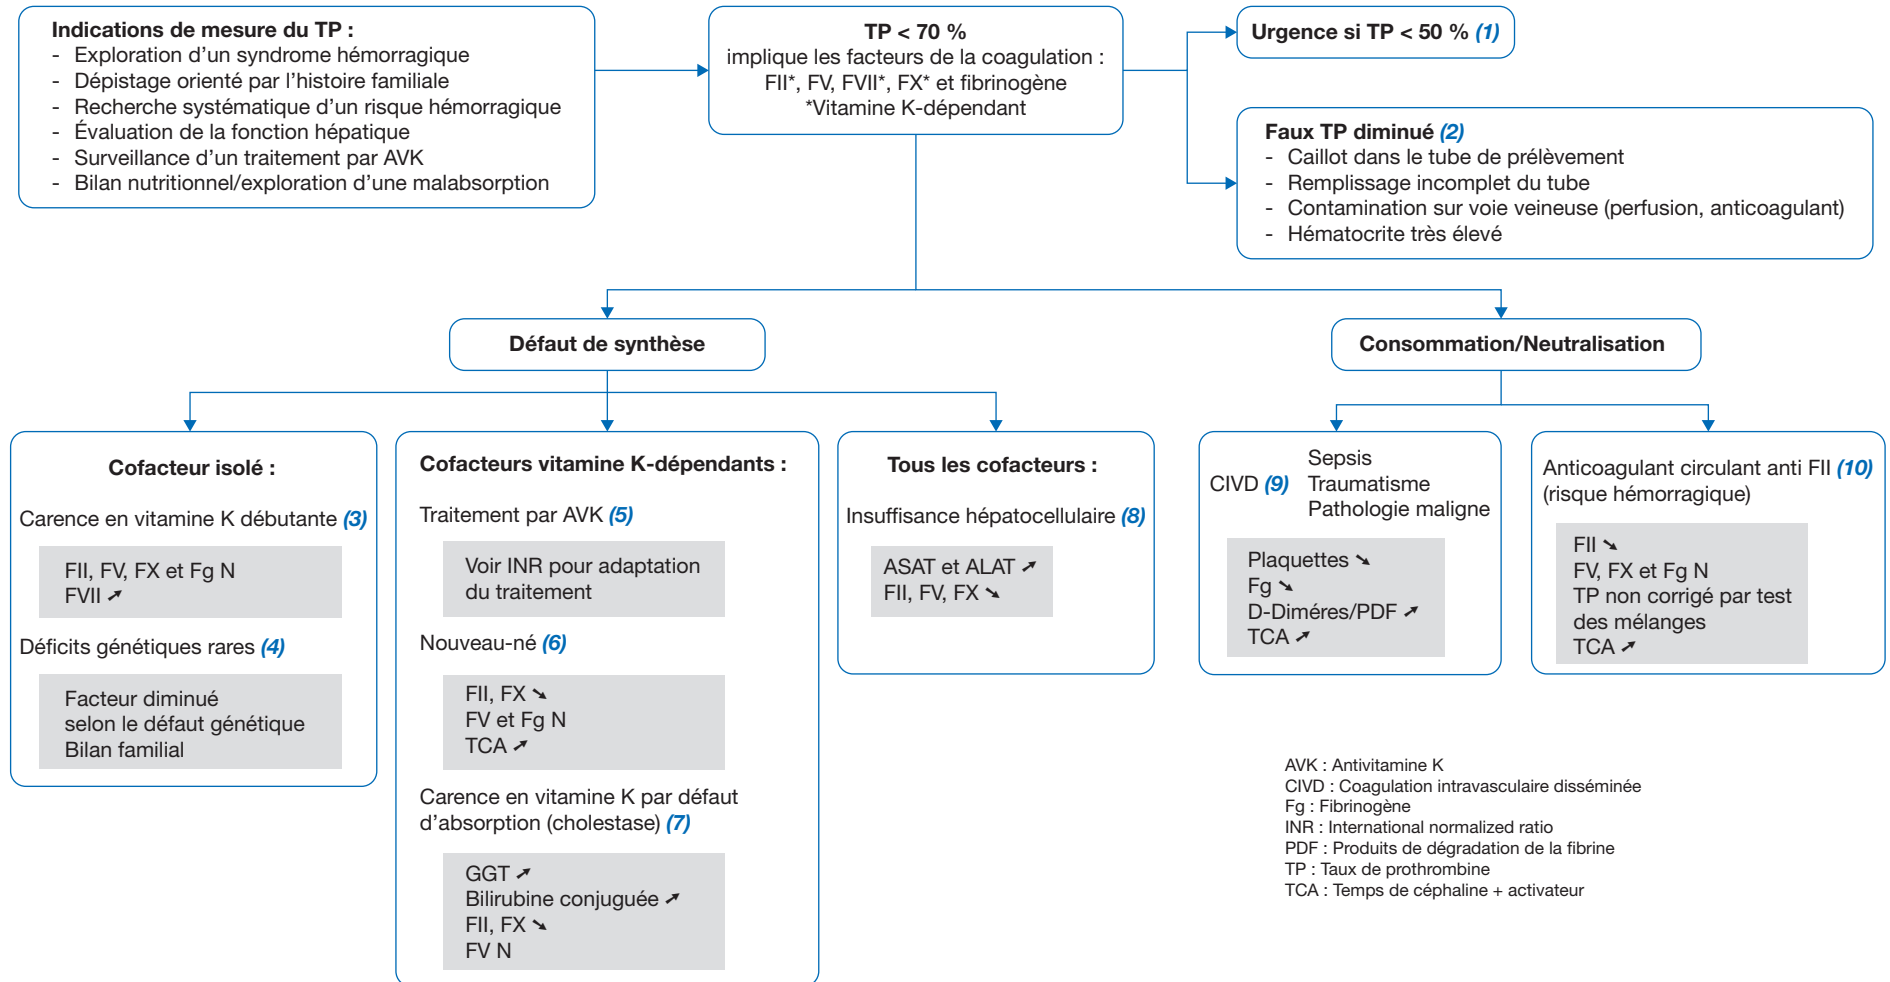 Indications de mesure du TP :
- Exploration d'un syndrome hémorragique
- Dépistage orienté par l'histoire familiale
- Recherche systématique d'un risque hémorragique
- Évaluation de la fonction hépatique
- Surveillance d'un traitement par AVK
- Bilan nutritionnel/exploration d'une malabsorption
TP < 70 %
implique les facteurs de la coagulation :
FII*, FV, FVII*, FX* et fibrinogène
*Vitamine K-dépendant
Urgence si TP < 50 % (1)
Faux TP diminué (2)
- Caillot dans le tube de prélèvement
- Remplissage incomplet du tube
- Contamination sur voie veineuse (perfusion, anticoagulant)
- Hématocrite très élevé
Défaut de synthèse
Consommation/Neutralisation
Cofacteur isolé :
Carence en vitamine K débutante (3)
FII, FV, FX et Fg N
FVII ➚
Déficits génétiques rares (4)
Facteur diminué
selon le défaut génétique
Bilan familial
Cofacteurs vitamine K-dépendants :
Traitement par AVK (5)
Voir INR pour adaptation
du traitement
Nouveau-né (6)
FII, FX ➘
FV et Fg N
TCA ➚
Carence en vitamine K par défaut
d'absorption (cholestase) (7)
GGT ➚
Bilirubine conjuguée ➚
FII, FX ➘
FV N
Tous les cofacteurs :
Insuffisance hépatocellulaire (8)
ASAT et ALAT ➚
FII, FV, FX ➘
CIVD (9)
Sepsis
Traumatisme
Pathologie maligne
Plaquettes ➘
Fg ➘
D-Diméres/PDF ➚
TCA ➚
Anticoagulant circulant anti FII (10)
(risque hémorragique)
FII ➘
FV, FX et Fg N
TP non corrigé par test
des mélanges
TCA ➚
AVK : Antivitamine K
CIVD : Coagulation intravasculaire disséminée
Fg : Fibrinogène
INR : International normalized ratio
PDF : Produits de dégradation de la fibrine
TP : Taux de prothrombine
TCA : Temps de céphaline + activateur